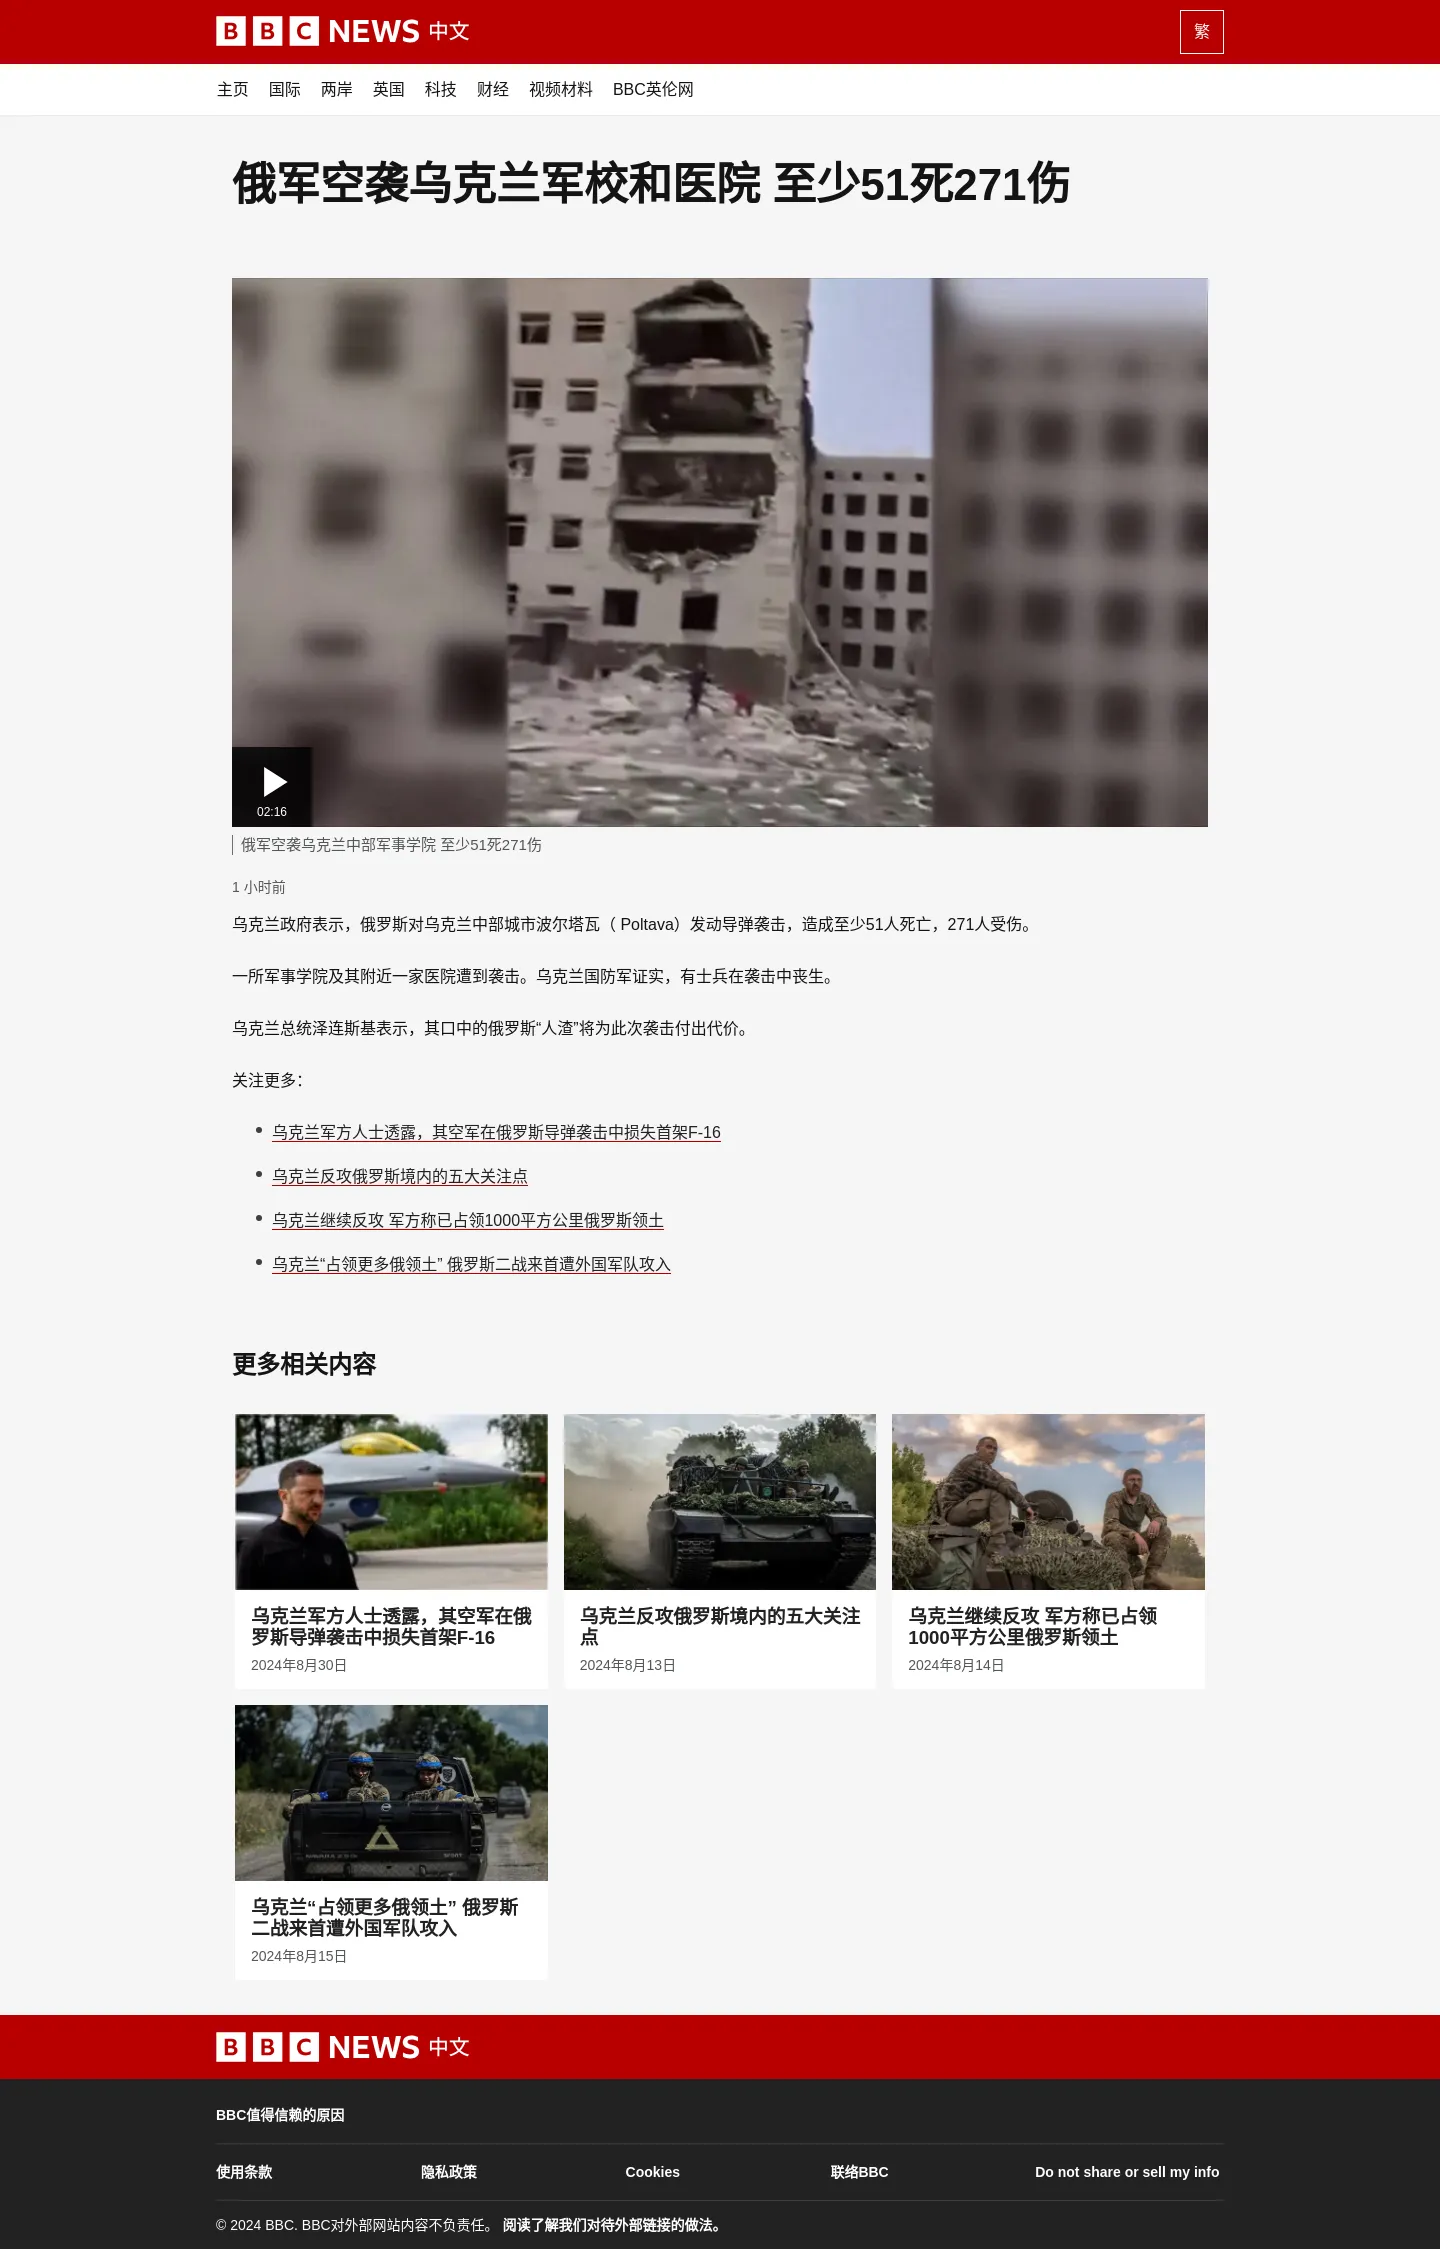 BBC NEWS 中文
繁
主页 国际 两岸 英国 科技 财经 视频材料 BBC英伦网
俄军空袭乌克兰军校和医院 至少51死271伤
02:16
俄军空袭乌克兰中部军事学院 至少51死271伤
1 小时前
乌克兰政府表示，俄罗斯对乌克兰中部城市波尔塔瓦（ Poltava）发动导弹袭击，造成至少51人死亡，271人受伤。
一所军事学院及其附近一家医院遭到袭击。乌克兰国防军证实，有士兵在袭击中丧生。
乌克兰总统泽连斯基表示，其口中的俄罗斯“人渣”将为此次袭击付出代价。
关注更多：
乌克兰军方人士透露，其空军在俄罗斯导弹袭击中损失首架F-16
乌克兰反攻俄罗斯境内的五大关注点
乌克兰继续反攻 军方称已占领1000平方公里俄罗斯领土
乌克兰“占领更多俄领土” 俄罗斯二战来首遭外国军队攻入
更多相关内容
乌克兰军方人士透露，其空军在俄
罗斯导弹袭击中损失首架F-16
2024年8月30日
乌克兰反攻俄罗斯境内的五大关注
点
2024年8月13日
乌克兰继续反攻 军方称已占领
1000平方公里俄罗斯领土
2024年8月14日
乌克兰“占领更多俄领土” 俄罗斯
二战来首遭外国军队攻入
2024年8月15日
BBC NEWS 中文
BBC值得信赖的原因
使用条款 隐私政策 Cookies 联络BBC Do not share or sell my info
© 2024 BBC. BBC对外部网站内容不负责任。 阅读了解我们对待外部链接的做法。